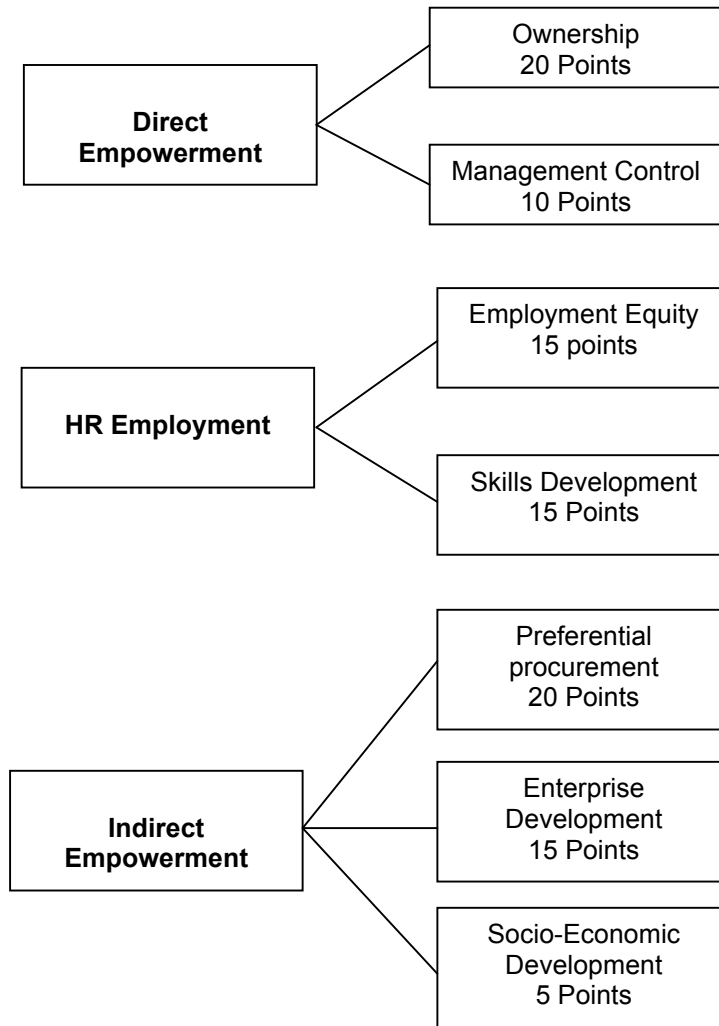 Direct
Empowerment
Ownership
20 Points
Management Control
10 Points
HR Employment
Employment Equity
15 points
Skills Development
15 Points
Indirect
Empowerment
Preferential
procurement
20 Points
Enterprise
Development
15 Points
Socio-Economic
Development
5 Points